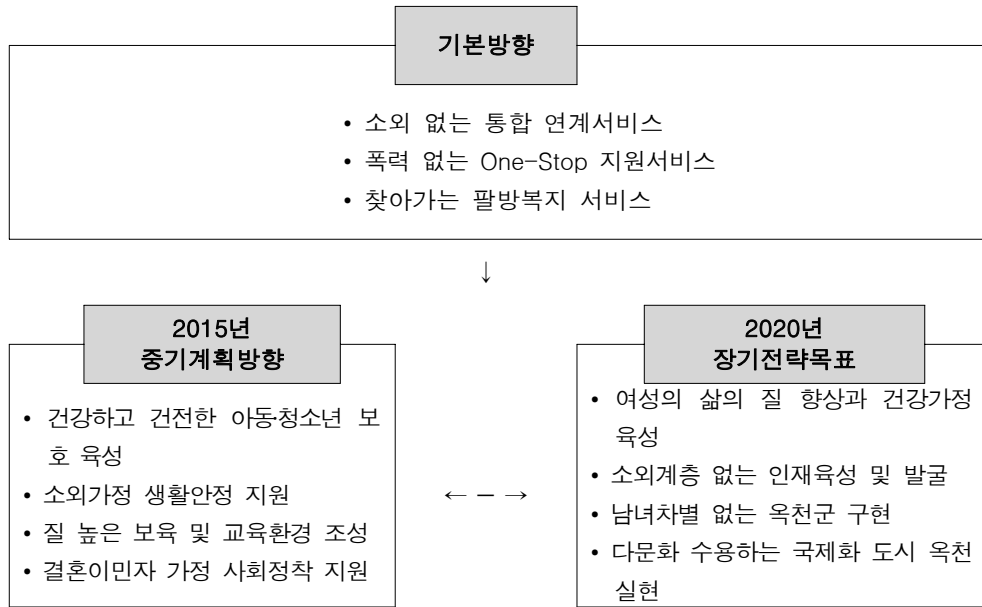 기본방향
• 소외 없는 통합 연계서비스
• 폭력 없는 One-Stop 지원서비스
• 찾아가는 팔방복지 서비스
↓
2015년
중기계획방향
• 건강하고 건전한 아동·청소년 보
호 육성
• 소외가정 생활안정 지원
• 질 높은 보육 및 교육환경 조성
• 결혼이민자 가정 사회정착 지원
← – →
2020년
장기전략목표
• 여성의 삶의 질 향상과 건강가정
육성
• 소외계층 없는 인재육성 및 발굴
• 남녀차별 없는 옥천군 구현
• 다문화 수용하는 국제화 도시 옥천
실현